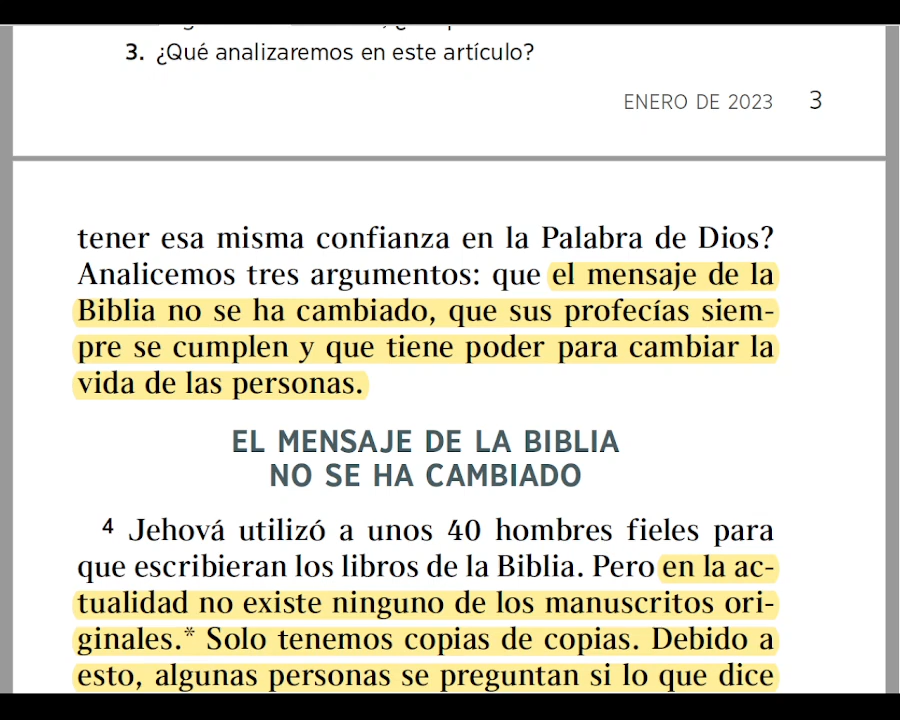 3. ¿Qué analizaremos en este artículo?
ENERO DE 2023 3
tener esa misma confianza en la Palabra de Dios?
Analicemos tres argumentos: que el mensaje de la
Biblia no se ha cambiado, que sus profecías siem-
pre se cumplen y que tiene poder para cambiar la
vida de las personas.
EL MENSAJE DE LA BIBLIA
NO SE HA CAMBIADO
4 Jehová utilizó a unos 40 hombres fieles para
que escribieran los libros de la Biblia. Pero en la ac-
tualidad no existe ninguno de los manuscritos ori-
ginales.* Solo tenemos copias de copias. Debido a
esto, algunas personas se preguntan si lo que dice